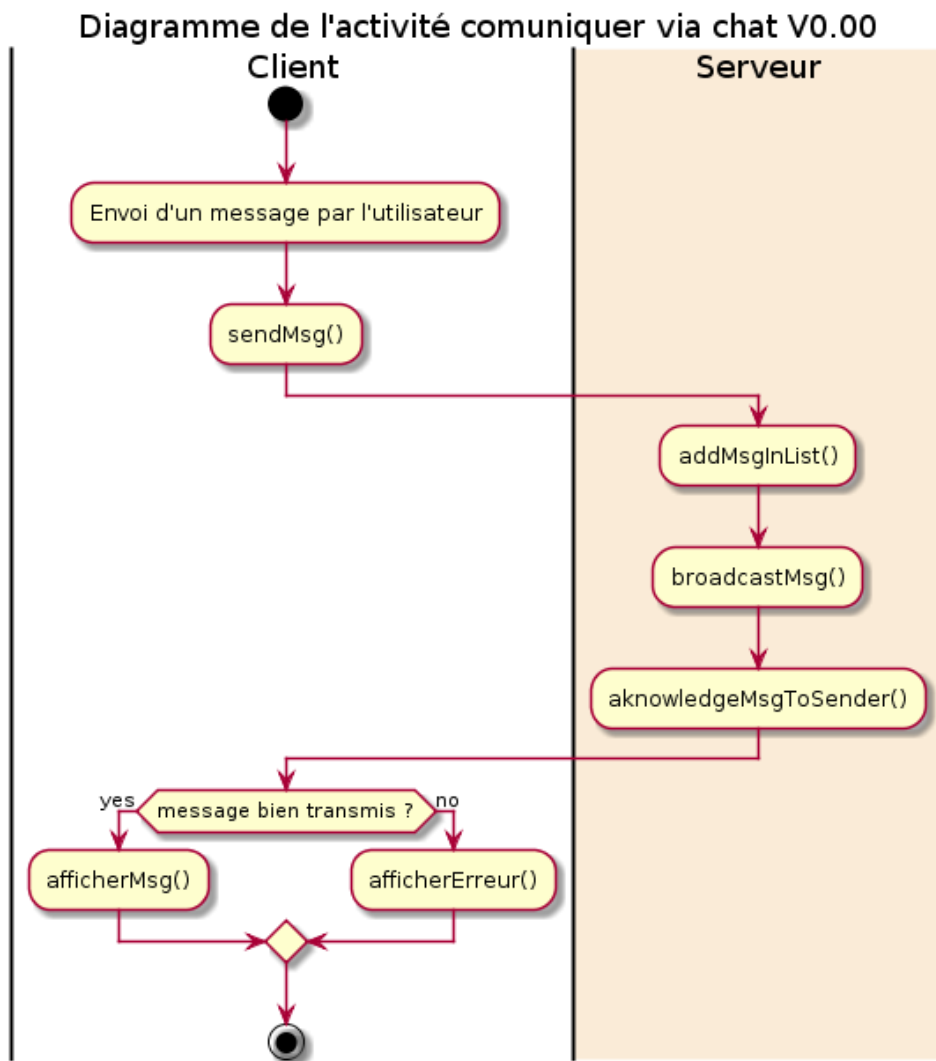 Diagramme de l'activité comuniquer via chat V0.00
Client
Serveur
Envoi d'un message par l'utilisateur
sendMsg()
addMsgInList()
broadcastMsg()
aknowledgeMsgToSender()
yes
message bien transmis ?
no
afficherMsg()
afficherErreur()